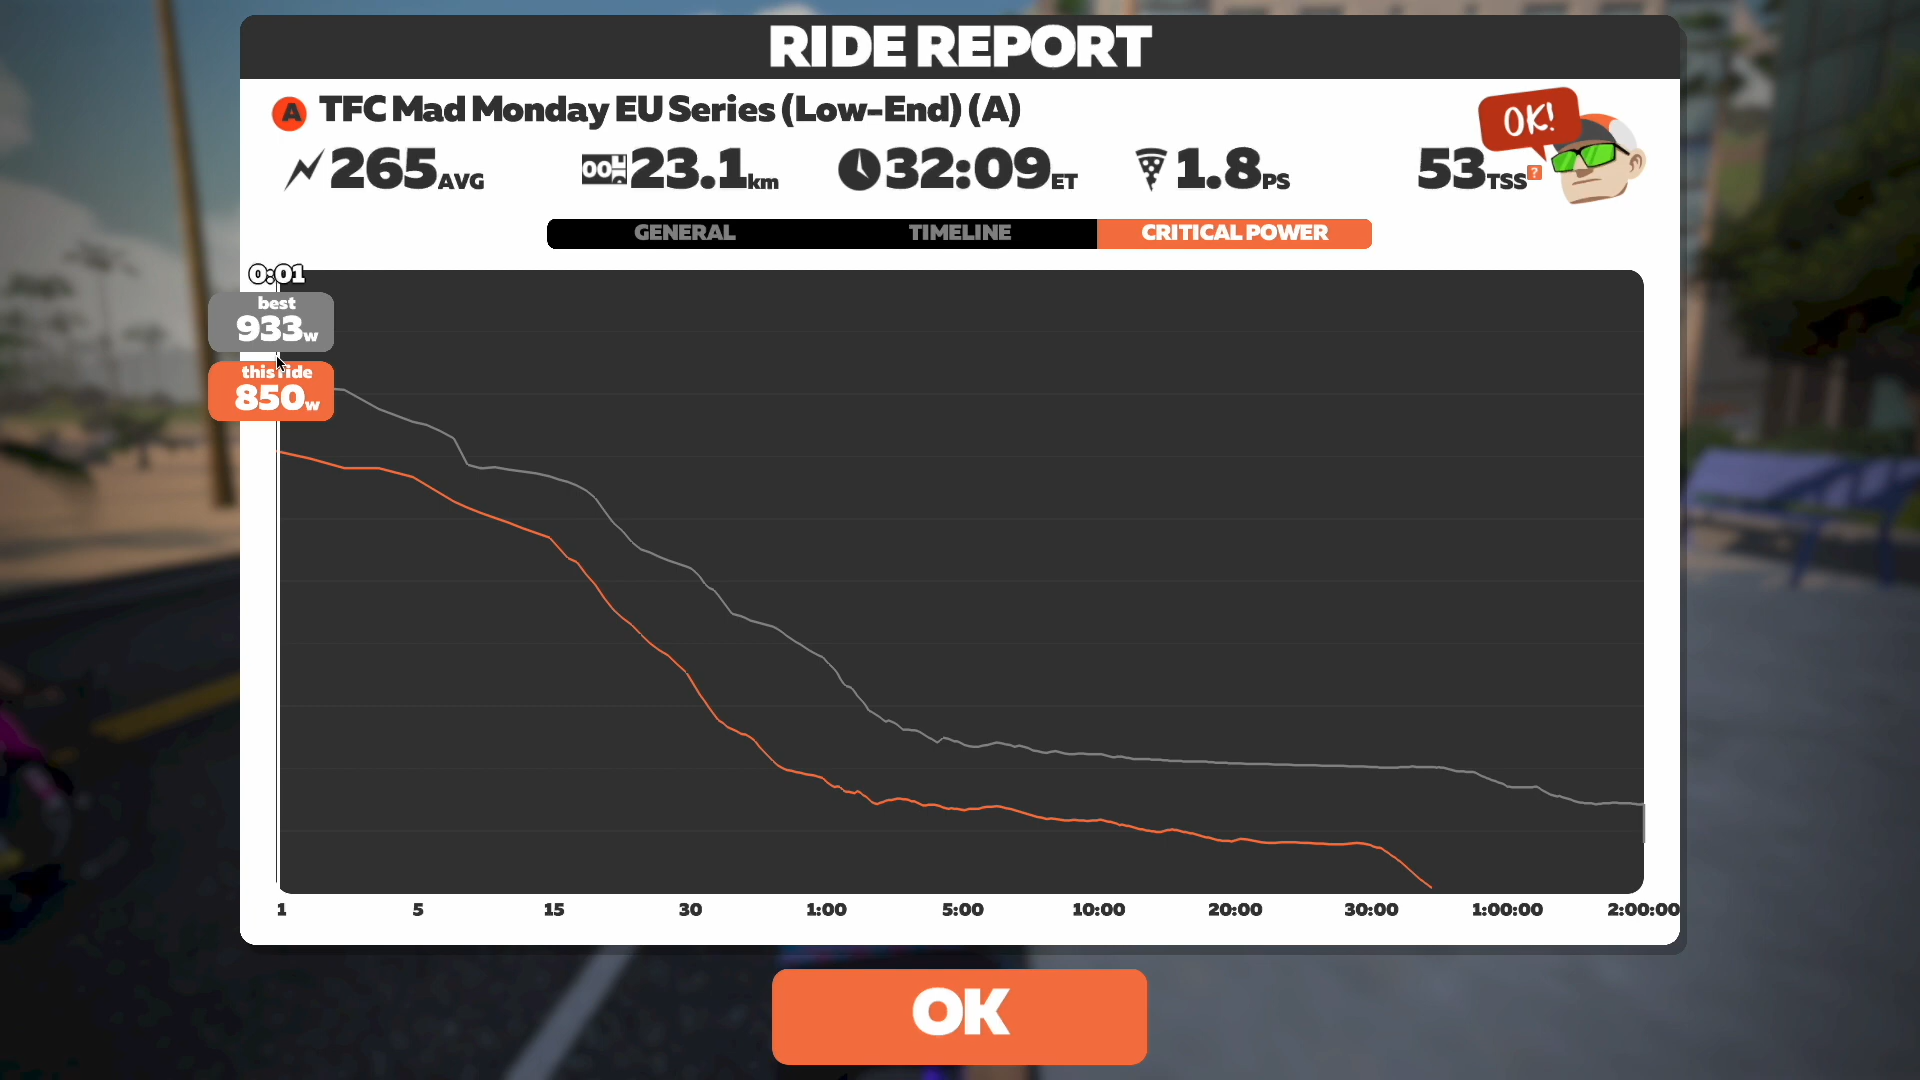 RIDE REPORT
A TFC Mad Monday EU Series (Low-End) (A)
OK!
265AVG 23.1km 32:09ET 1.8PS 53TSS?
GENERAL TIMELINE CRITICAL POWER
0:01
best
933w
this ride
850w
1 5 15 30 1:00 5:00 10:00 20:00 30:00 1:00:00 2:00:00
OK